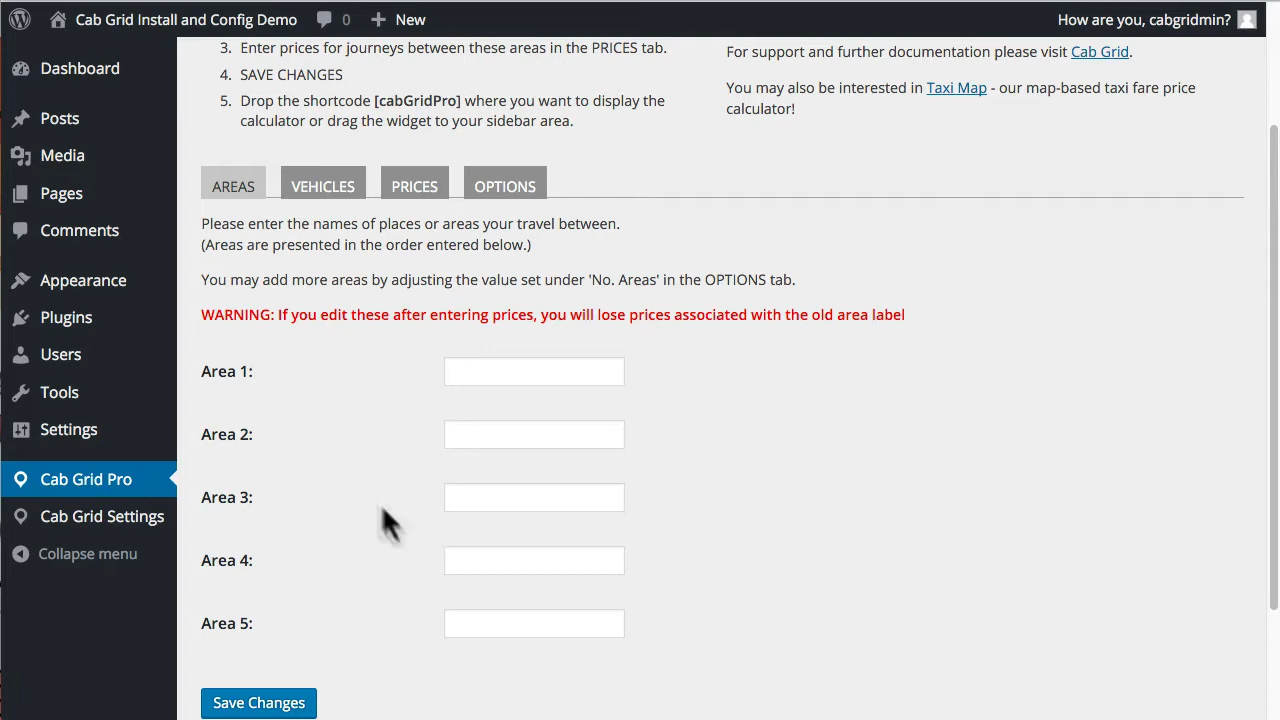 Cab Grid Install and Config Demo
0
New
How are you, cabgridmin?
Dashboard
Posts
Media
Pages
Comments
Appearance
Plugins
Users
Tools
Settings
Cab Grid Pro
Cab Grid Settings
Collapse menu
3. Enter prices for journeys between these areas in the PRICES tab.
4. SAVE CHANGES
5. Drop the shortcode [cabGridPro] where you want to display the
calculator or drag the widget to your sidebar area.
For support and further documentation please visit Cab Grid.
You may also be interested in Taxi Map - our map-based taxi fare price
calculator!
AREAS
VEHICLES
PRICES
OPTIONS
Please enter the names of places or areas your travel between.
(Areas are presented in the order entered below.)
You may add more areas by adjusting the value set under 'No. Areas' in the OPTIONS tab.
WARNING: If you edit these after entering prices, you will lose prices associated with the old area label
Area 1:
Area 2:
Area 3:
Area 4:
Area 5:
Save Changes